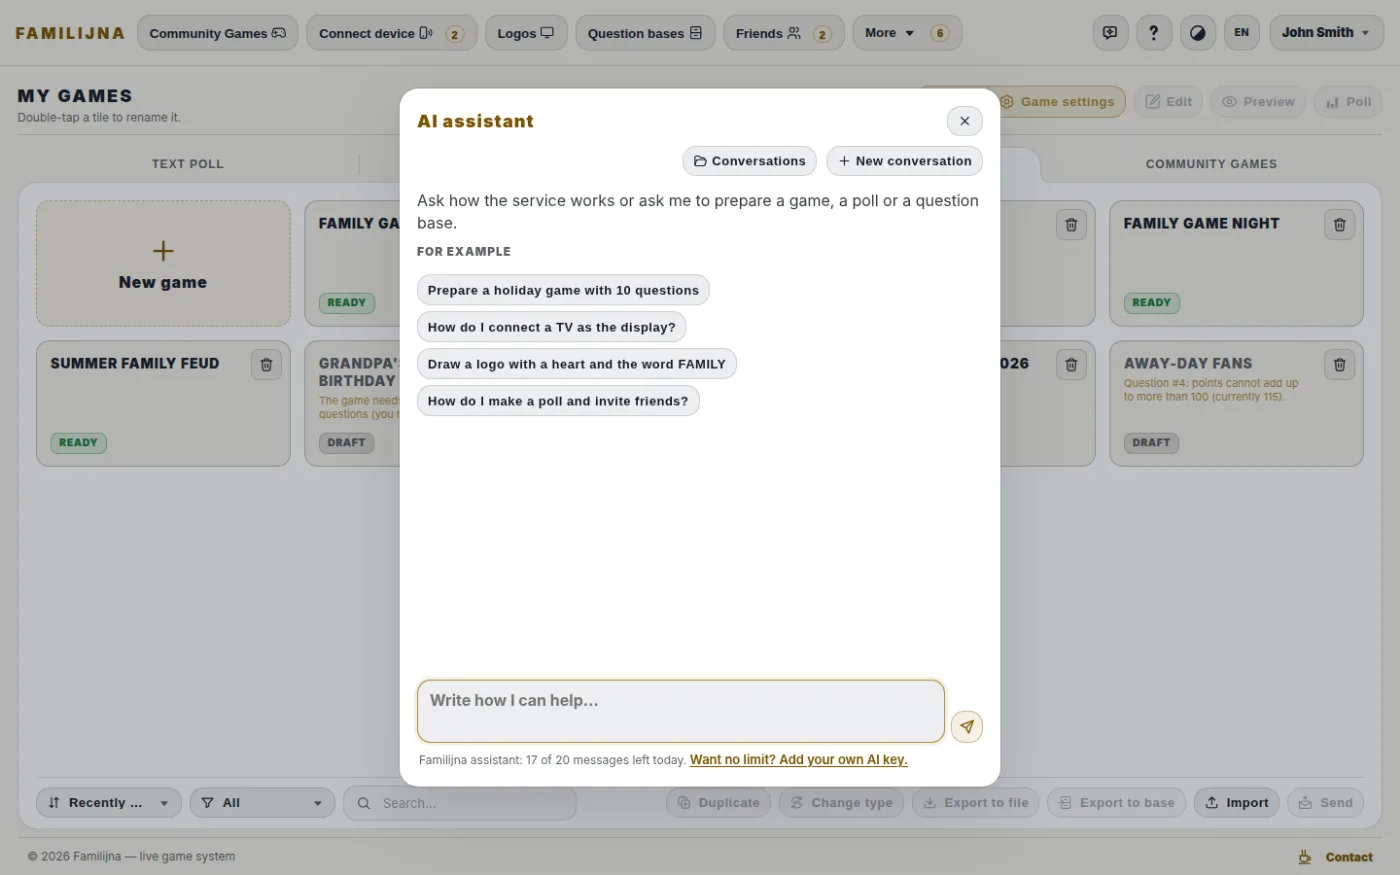 FAMILIJNA
Community Games
Connect device 2
Logos
Question bases
Friends 2
More 6
?
EN
John Smith
MY GAMES
Double-tap a tile to rename it.
Game settings
Edit
Preview
Poll
TEXT POLL
COMMUNITY GAMES
New game
FAMILY GA
READY
FAMILY GAME NIGHT
READY
SUMMER FAMILY FEUD
READY
GRANDPA'S
BIRTHDAY
The game needs
questions (you
DRAFT
026
AWAY-DAY FANS
Question #4: points cannot add up
to more than 100 (currently 115).
DRAFT
AI assistant
Conversations
New conversation
Ask how the service works or ask me to prepare a game, a poll or a question
base.
FOR EXAMPLE
Prepare a holiday game with 10 questions
How do I connect a TV as the display?
Draw a logo with a heart and the word FAMILY
How do I make a poll and invite friends?
Write how I can help...
Familijna assistant: 17 of 20 messages left today. Want no limit? Add your own AI key.
Recently ...
All
Search...
Duplicate
Change type
Export to file
Export to base
Import
Send
© 2026 Familijna — live game system
Contact